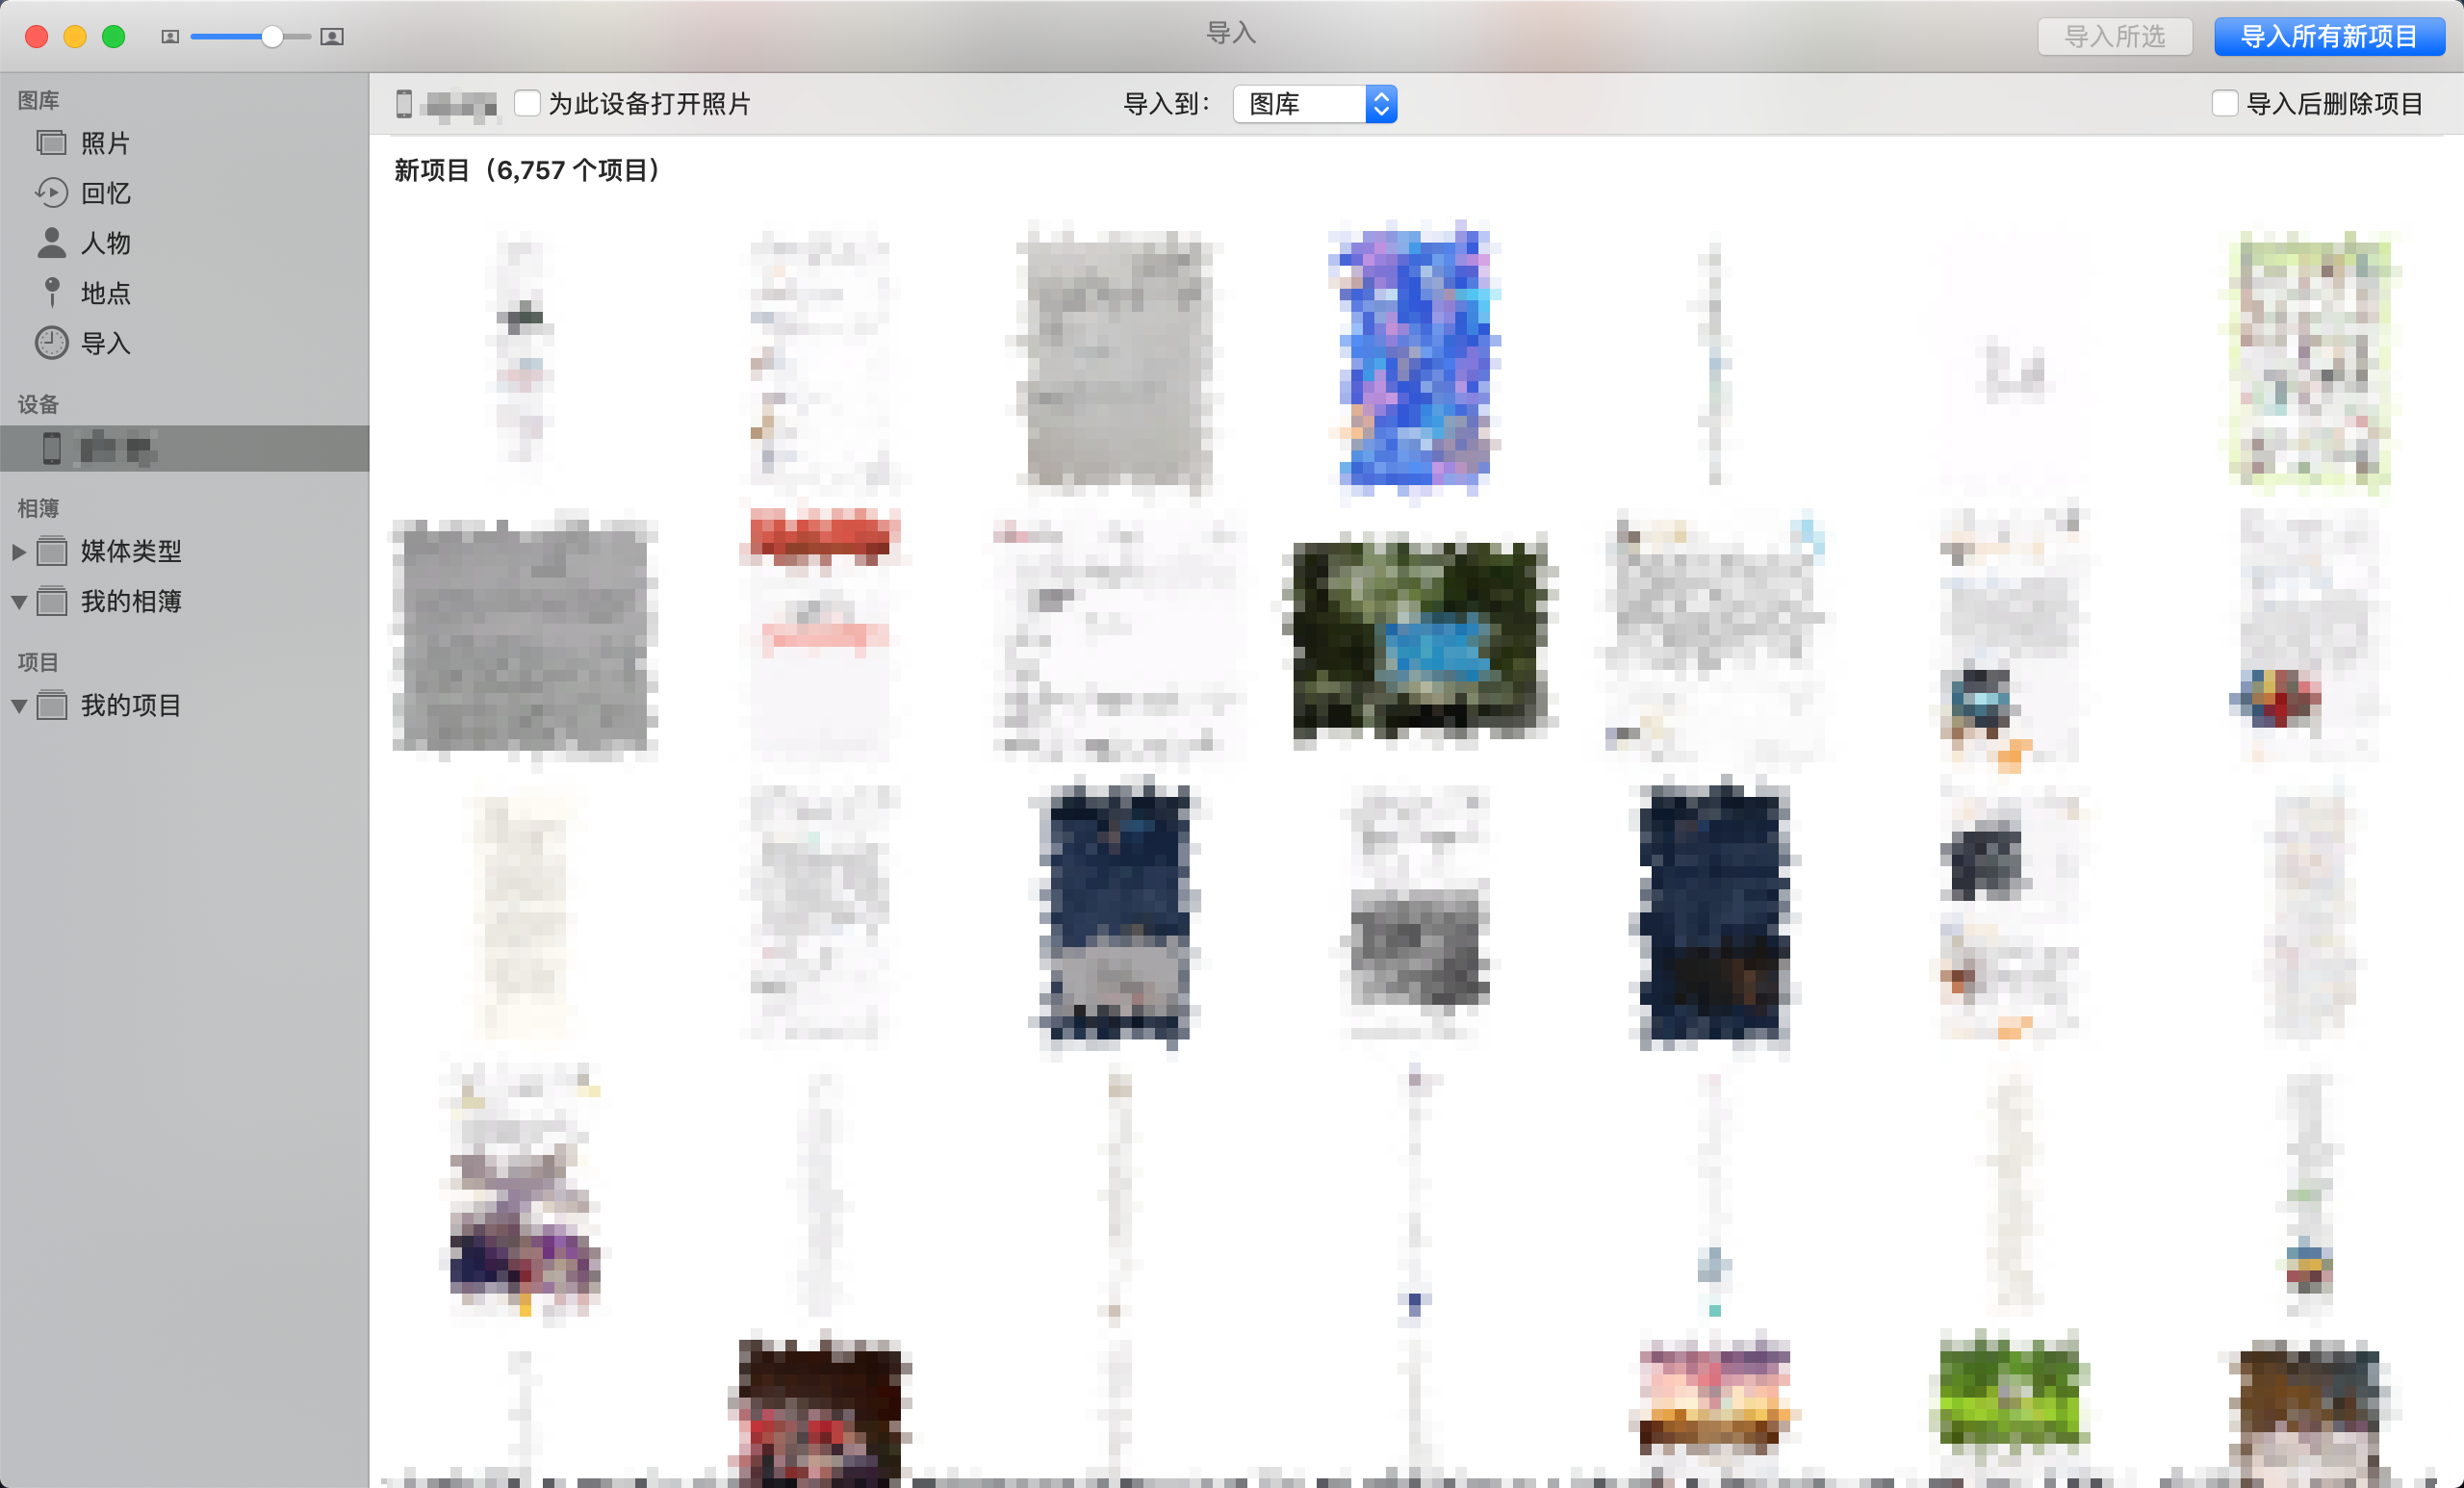 导入
导入所选
导入所有新项目
图库
照片
回忆
人物
地点
导入
设备
相簿
媒体类型
我的相簿
项目
我的项目
为此设备打开照片
导入到：
图库
导入后删除项目
新项目（6,757 个项目）